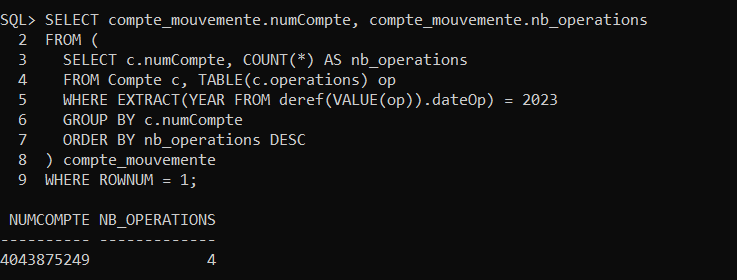 SQL> SELECT compte_mouvemente.numCompte, compte_mouvemente.nb_operations
  2  FROM (
  3    SELECT c.numCompte, COUNT(*) AS nb_operations
  4    FROM Compte c, TABLE(c.operations) op
  5    WHERE EXTRACT(YEAR FROM deref(VALUE(op)).dateOp) = 2023
  6    GROUP BY c.numCompte
  7    ORDER BY nb_operations DESC
  8  ) compte_mouvemente
  9  WHERE ROWNUM = 1;

 NUMCOMPTE NB_OPERATIONS
---------- -------------
4043875249             4